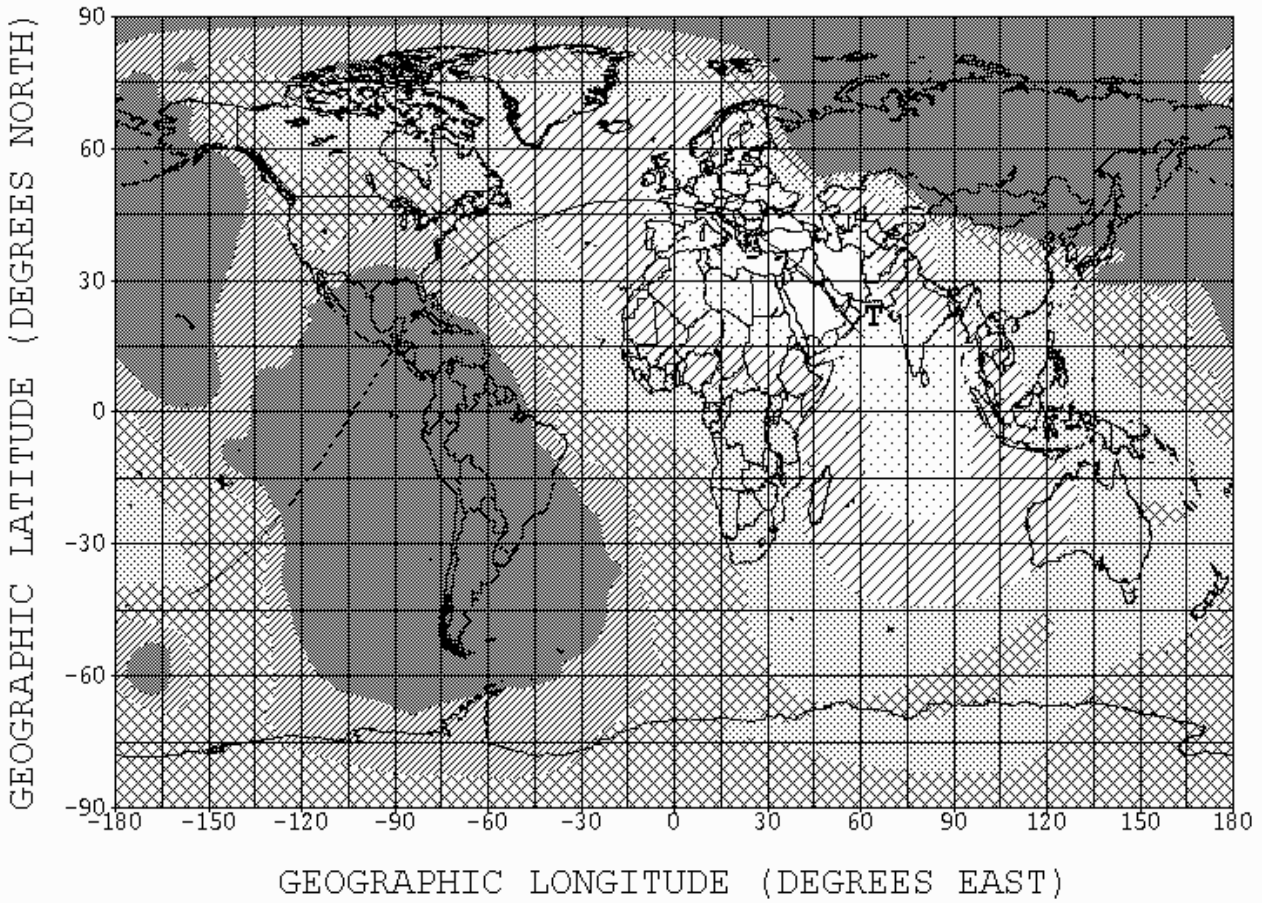 GEOGRAPHIC LATITUDE (DEGREES NORTH)
90
60
30
0
-30
-60
-90
T
-180 -150 -120 -90 -60 -30 0 30 60 90 120 150 180
GEOGRAPHIC LONGITUDE (DEGREES EAST)